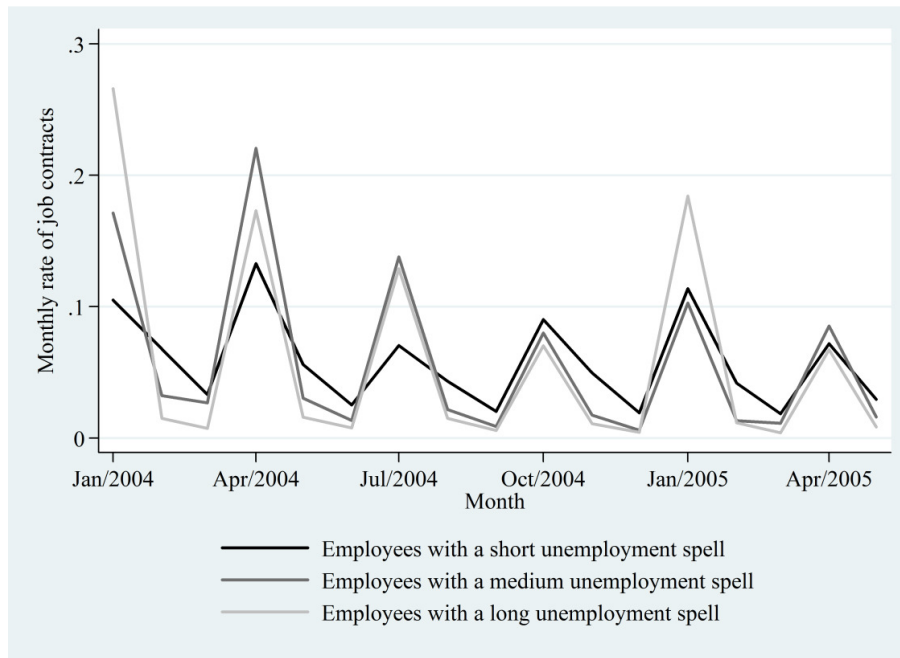 .3
.2
.1
0
Monthly rate of job contracts
Jan/2004 Apr/2004 Jul/2004 Oct/2004 Jan/2005 Apr/2005
Month
Employees with a short unemployment spell
Employees with a medium unemployment spell
Employees with a long unemployment spell